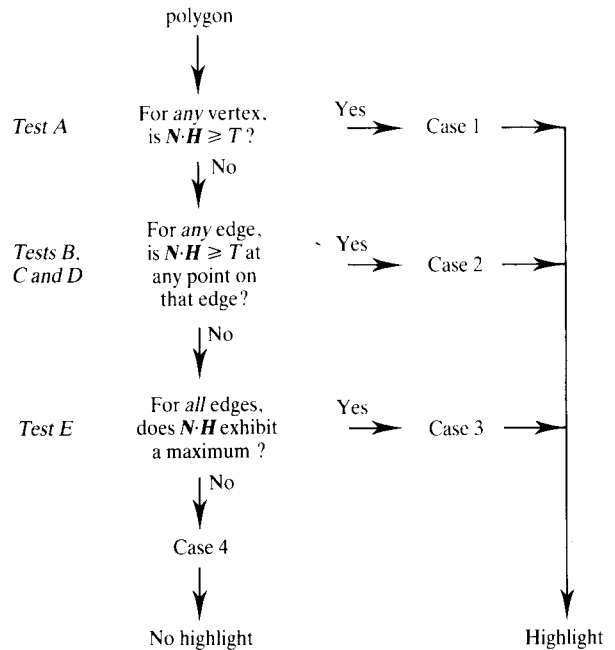 polygon
Test A
For any vertex,
is N·H ⩾ T ?
Yes
Case 1
No
Tests B,
C and D
For any edge,
is N·H ⩾ T at
any point on
that edge?
Yes
Case 2
No
Test E
For all edges,
does N·H exhibit
a maximum ?
Yes
Case 3
No
Case 4
No highlight
Highlight